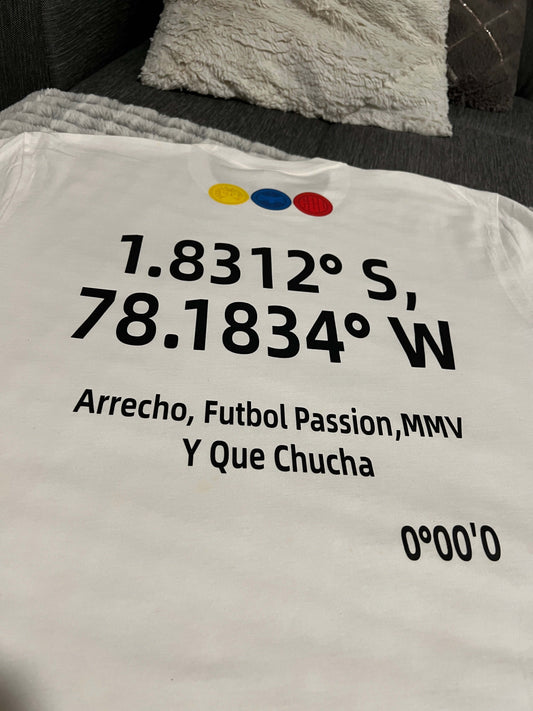 1.8312° S,
78.1834° W
Arrecho, Futbol Passion,MMV
Y Que Chucha
0°00'0